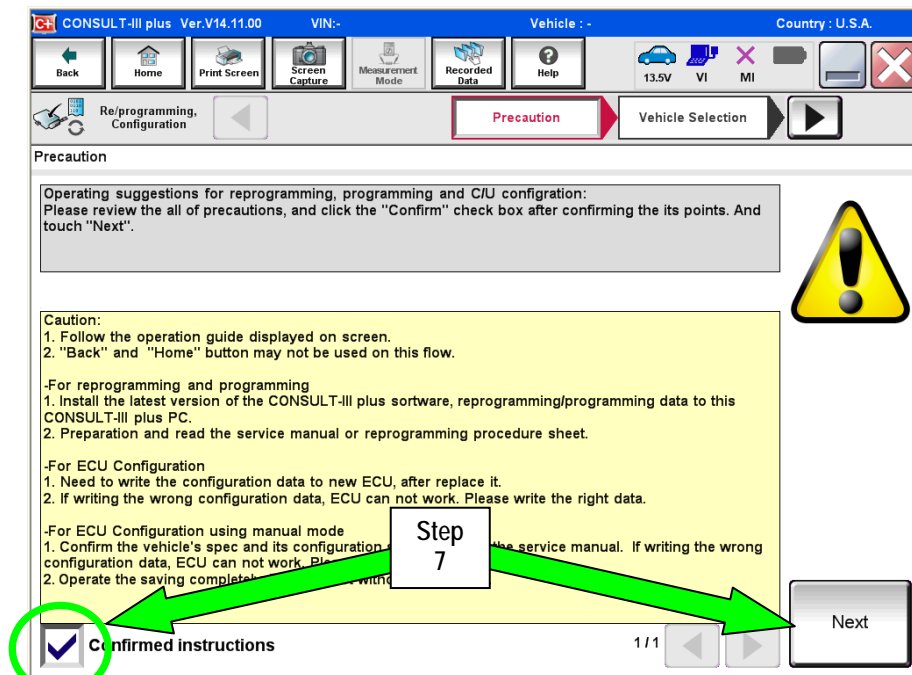 C+ CONSULT-III plus Ver.V14.11.00 VIN:- Vehicle : - Country : U.S.A.
Back Home Print Screen Screen Capture Measurement Mode Recorded Data Help 13.5V VI MI
Re/programming, Configuration Precaution Vehicle Selection
Precaution
Operating suggestions for reprogramming, programming and C/U configration:
Please review the all of precautions, and click the "Confirm" check box after confirming the its points. And
touch "Next".
Caution:
1. Follow the operation guide displayed on screen.
2. "Back" and "Home" button may not be used on this flow.
-For reprogramming and programming
1. Install the latest version of the CONSULT-III plus sortware, reprogramming/programming data to this
CONSULT-III plus PC.
2. Preparation and read the service manual or reprogramming procedure sheet.
-For ECU Configuration
1. Need to write the configuration data to new ECU, after replace it.
2. If writing the wrong configuration data, ECU can not work. Please write the right data.
-For ECU Configuration using manual mode
1. Confirm the vehicle's spec and its configuration the service manual. If writing the wrong
configuration data, ECU can not work.
2. Operate the saving
Step
7
Confirmed instructions
1/1
Next